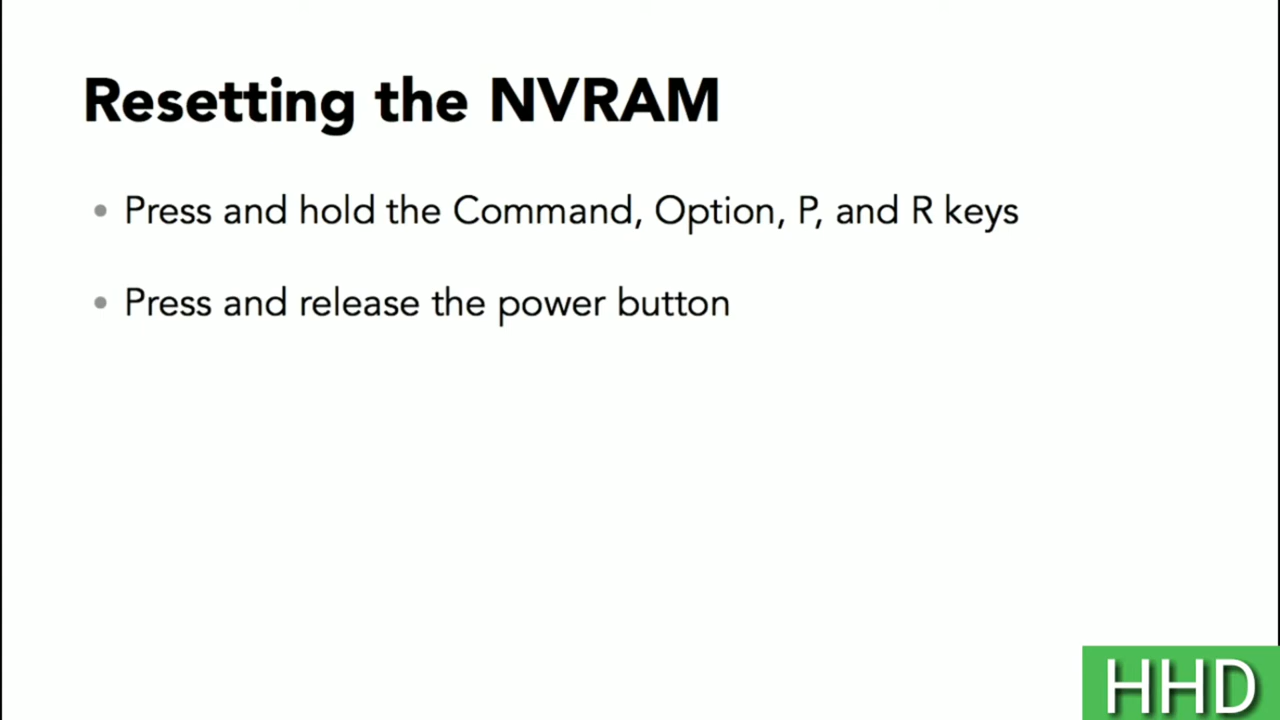 Resetting the NVRAM
• Press and hold the Command, Option, P, and R keys
• Press and release the power button
HHD